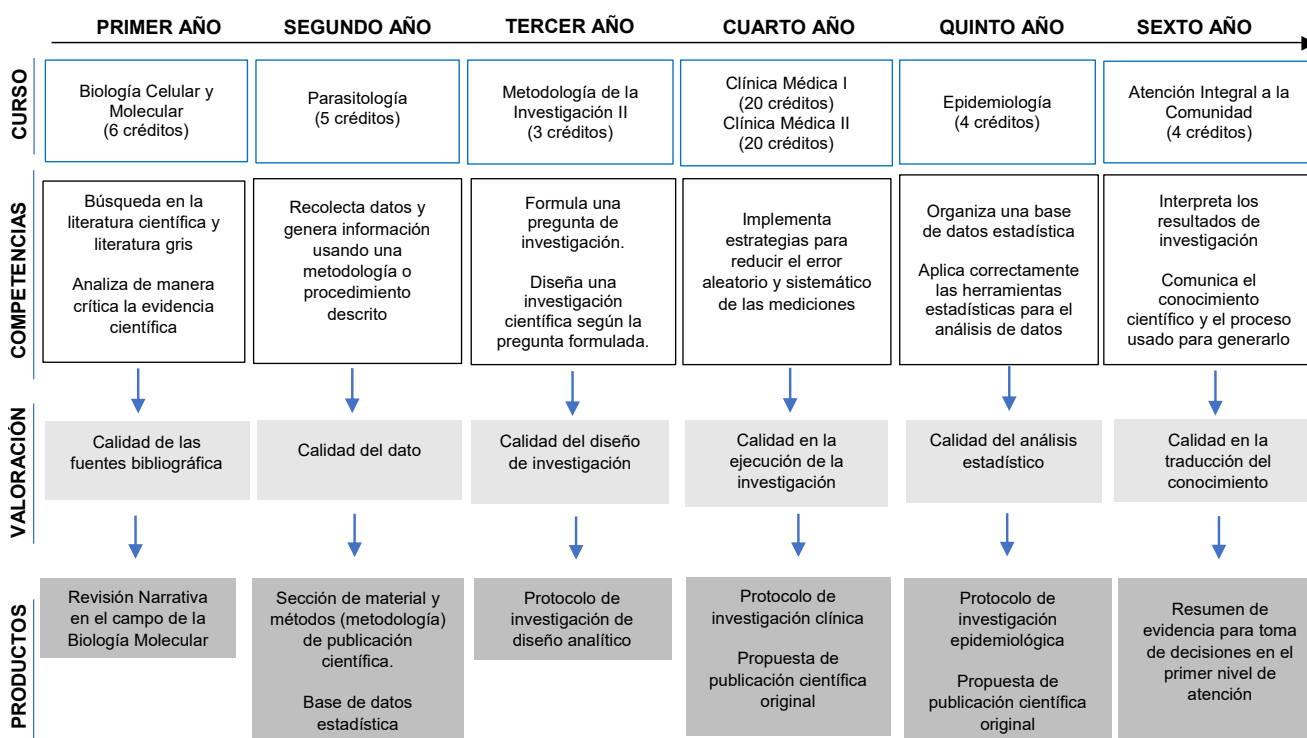 PRIMER AÑO
SEGUNDO AÑO
TERCER AÑO
CUARTO AÑO
QUINTO AÑO
SEXTO AÑO
CURSO
Biología Celular y
Molecular
(6 créditos)
Parasitología
(5 créditos)
Metodología de la
Investigación II
(3 créditos)
Clínica Médica I
(20 créditos)
Clínica Médica II
(20 créditos)
Epidemiología
(4 créditos)
Atención Integral a la
Comunidad
(4 créditos)
COMPETENCIAS
Búsqueda en la
literatura científica y
literatura gris
Analiza de manera
crítica la evidencia
científica
Recolecta datos y
genera información
usando una
metodología o
procedimiento
descrito
Formula una
pregunta de
investigación.
Diseña una
investigación
científica según la
pregunta formulada.
Implementa
estrategias para
reducir el error
aleatorio y sistemático
de las mediciones
Organiza una base
de datos estadística
Aplica correctamente
las herramientas
estadísticas para el
análisis de datos
Interpreta los
resultados de
investigación
Comunica el
conocimiento
científico y el proceso
usado para generarlo
VALORACIÓN
Calidad de las
fuentes bibliográfica
Calidad del dato
Calidad del diseño
de investigación
Calidad en la
ejecución de la
investigación
Calidad del análisis
estadístico
Calidad en la
traducción del
conocimiento
PRODUCTOS
Revisión Narrativa
en el campo de la
Biología Molecular
Sección de material y
métodos (metodología)
de publicación
científica.
Base de datos
estadística
Protocolo de
investigación de
diseño analítico
Protocolo de
investigación clínica
Propuesta de
publicación científica
original
Protocolo de
investigación
epidemiológica
Propuesta de
publicación científica
original
Resumen de
evidencia para toma
de decisiones en el
primer nivel de
atención